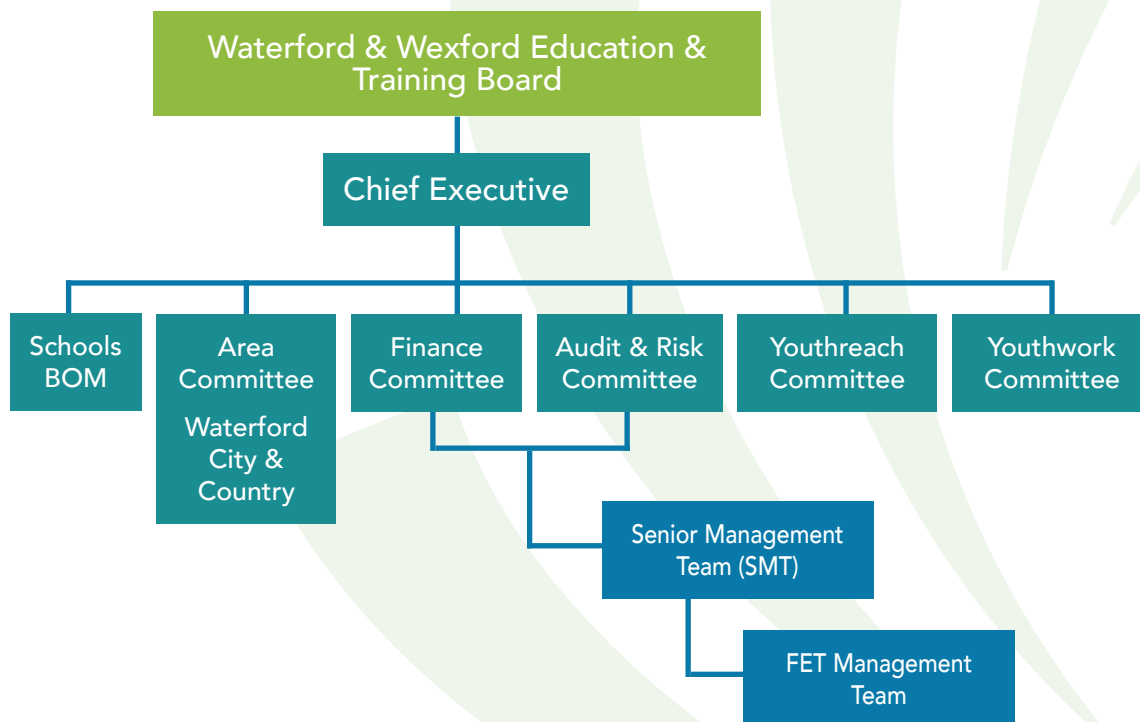 Waterford & Wexford Education &
Training Board
Chief Executive
Schools
BOM
Area
Committee
Waterford
City &
Country
Finance
Committee
Audit & Risk
Committee
Youthreach
Committee
Youthwork
Committee
Senior Management
Team (SMT)
FET Management
Team